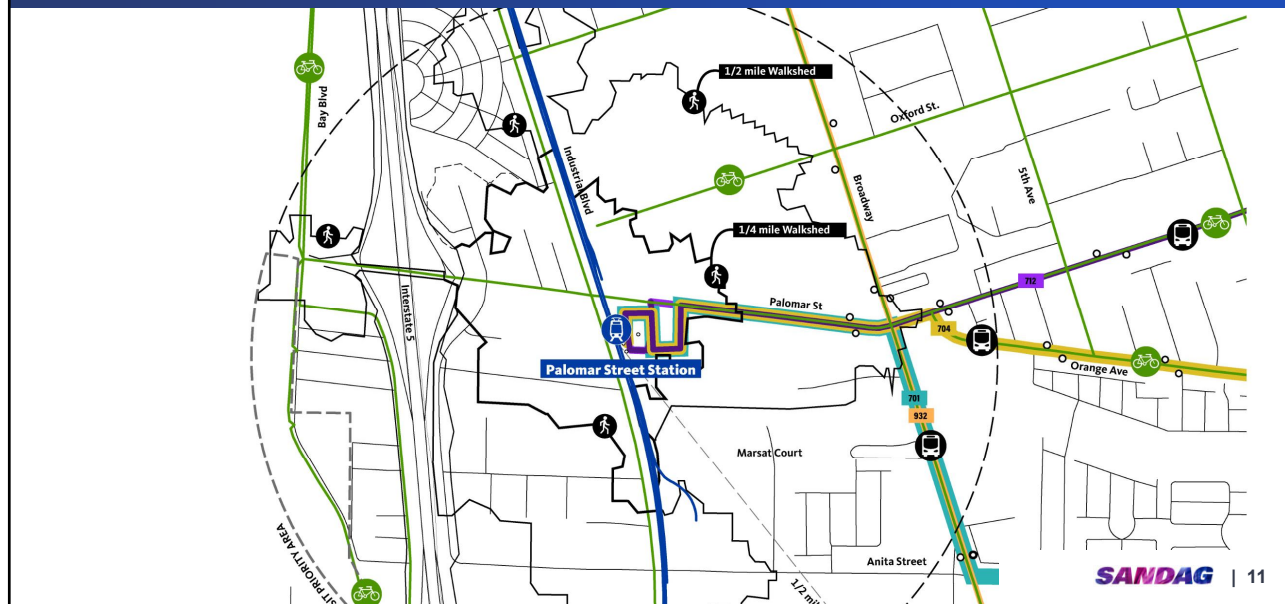 1/2 mile Walkshed
Bay Blvd
Oxford St.
Industrial Blvd
Broadway
5th Ave
1/4 mile Walkshed
712
Interstate 5
Palomar St
704
Palomar Street Station
Orange Ave
701
932
Marsat Court
Anita Street
PRIORITY AREA
1/2
SANDAG | 11